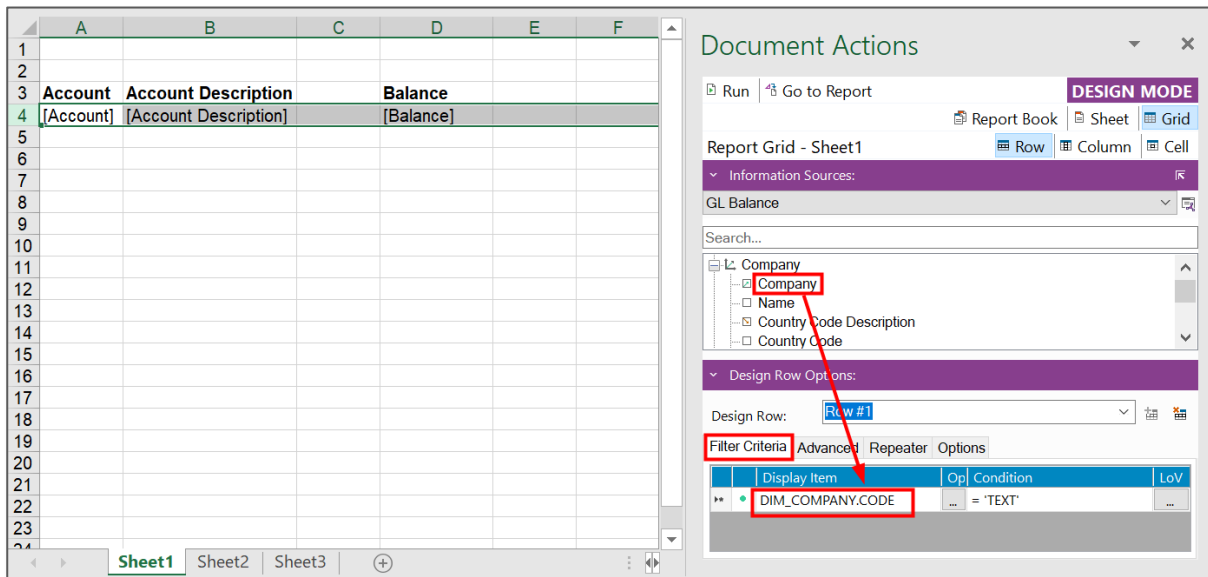 A B C D E F
1
2
3 Account Account Description Balance
4 [Account] [Account Description] [Balance]
5
6
7
8
9
10
11
12
13
14
15
16
17
18
19
20
21
22
23
24
Sheet1 Sheet2 Sheet3
Document Actions
Run Go to Report DESIGN MODE
Report Book Sheet Grid
Report Grid - Sheet1 Row Column Cell
Information Sources:
GL Balance
Search...
Company
Company
Name
Country Code Description
Country Code
Design Row Options:
Design Row: Row #1
Filter Criteria Advanced Repeater Options
Display Item Op Condition LoV
DIM_COMPANY.CODE ... = 'TEXT' ...